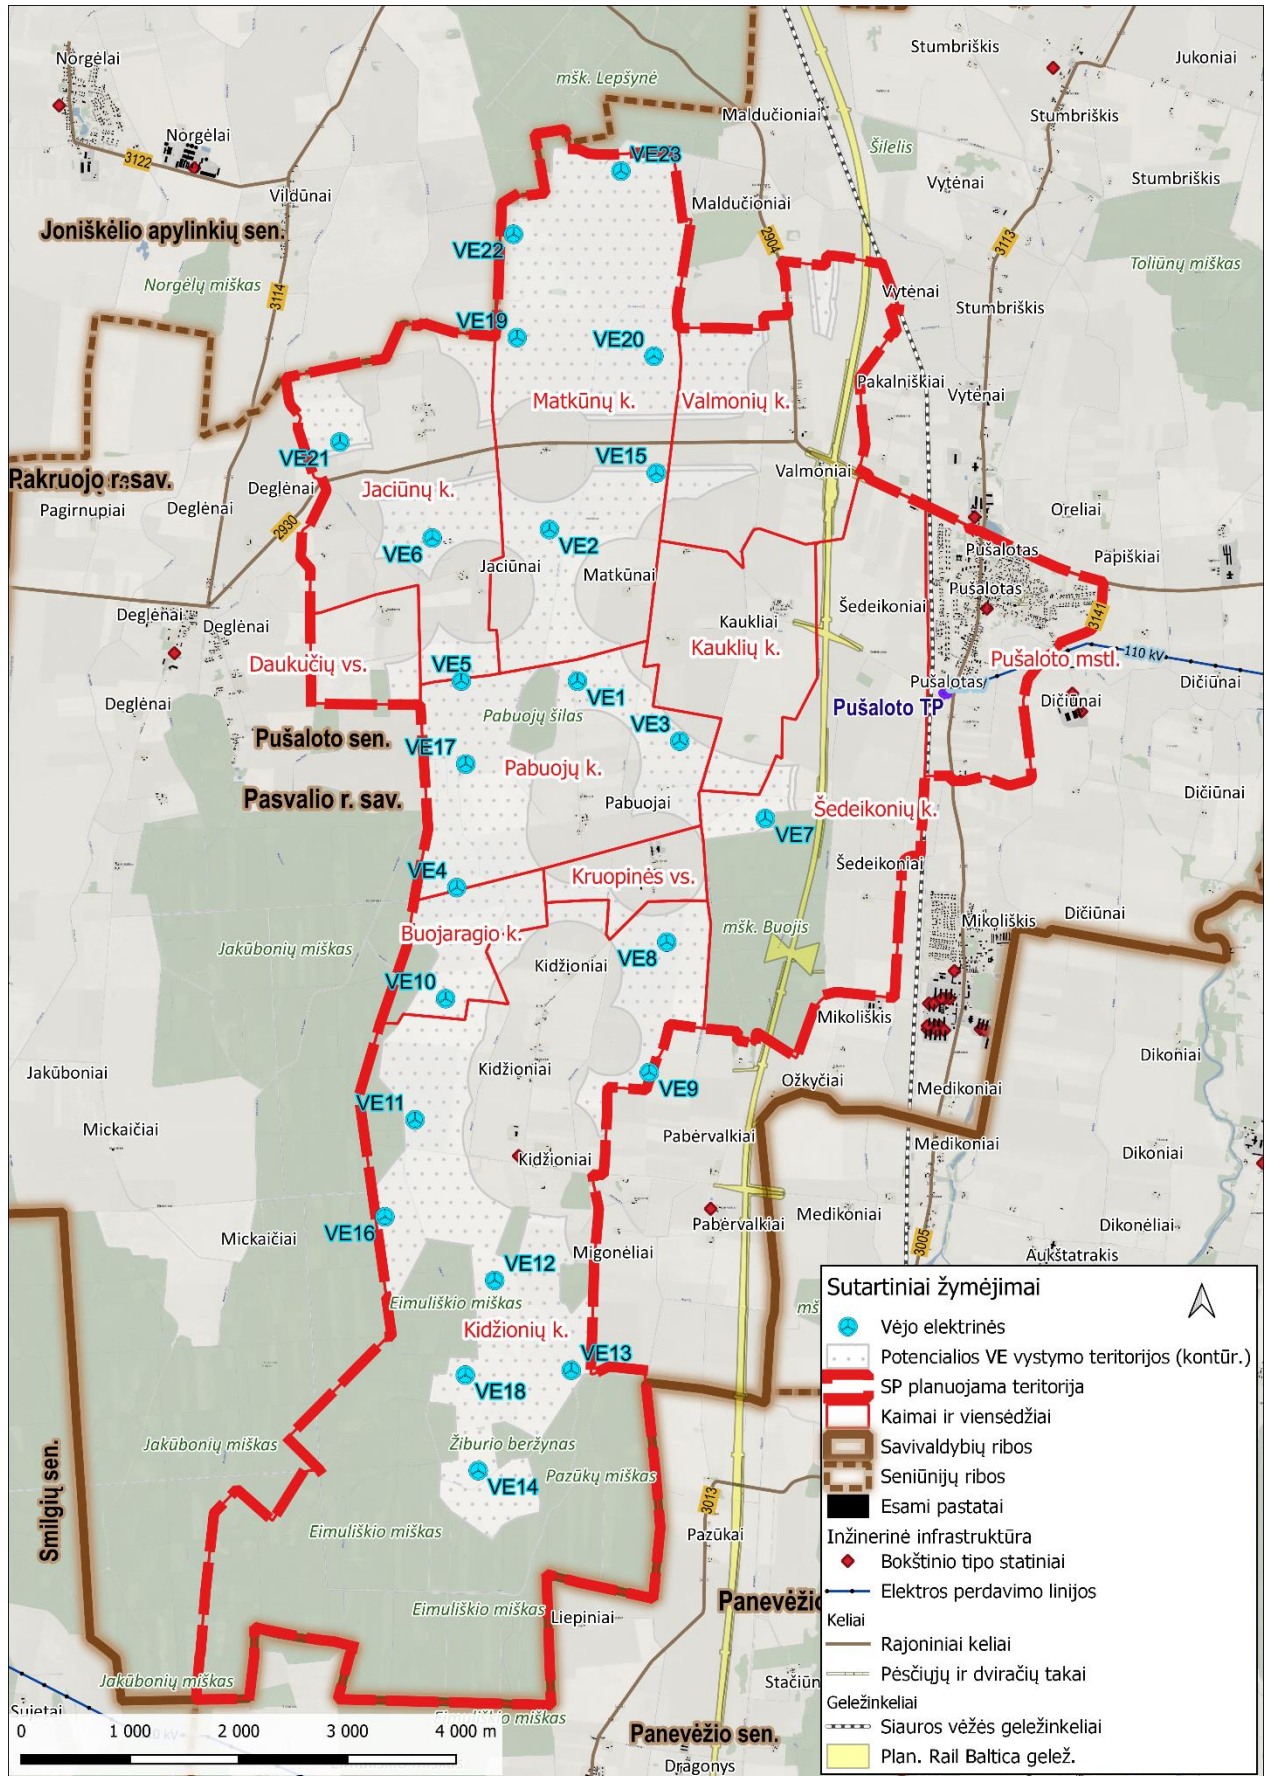 Stumbriškis
Jukoniai
Norgėlai
mšk. Lepšynė
Maldučioniai
Stumbriškis
Norgėlai
3122
Šilelis
VE23
Vytėnai
Stumbriškis
Vildūnai
Maldučioniai
Joniškėlio apylinkių sen.
VE22
2904
3113
Toliūnų miškas
Norgėlų miškas
3114
Vytėnai
Stumbriškis
VE19
VE20
Pakalniškiai
Vytėnai
Matkūnų k.
Valmonių k.
VE21
VE15
Valmoniai
Pakruojo r. sav.
Deglėnai
Jaciūnų k.
Pagirnupiai
Deglėnai
2930
Oreliai
VE6
VE2
Pušalotas
Papiškiai
Jaciūnai
Matkūnai
Pušalotas
Deglėnai
Deglėnai
Kaukliai
Šedeikoniai
3141
Kauklių k.
Daukučių vs.
VE5
VE1
Pušaloto mstl.
110 kV
Pušalotas
Dičiūnai
Deglėnai
Pušaloto TP
Dičiūnai
Pabuojų šilas
VE3
Pušaloto sen.
VE17
Pabuojų k.
Pasvalio r. sav.
Pabuojai
Dičiūnai
Šedeikonių k.
VE7
Šedeikoniai
VE4
Kruopinės vs.
Dičiūnai
mšk. Buojis
Mikoliškis
Buojaragio k.
Jakūbonių miškas
Kidžioniai
VE8
VE10
Mikoliškis
Dikoniai
Jakūboniai
Kidžioniai
VE9
Ožkyčiai
Medikoniai
VE11
Mickaičiai
Pabėrvalkiai
Medikoniai
Kidžioniai
Dikoniai
VE16
Medikoniai
Pabėrvalkiai
Dikonėliai
Mickaičiai
Migonėliai
3005
Aukštatrakis
VE12
Eimuliškio miškas
Kidžionių k.
VE13
VE18
Jakūbonių miškas
Žiburio beržynas
Pazūkų miškas
VE14
3013
Smilgių sen.
Eimuliškio miškas
Pazūkai
Eimuliškio miškas
Liepiniai
Panevėžio
Jakūbonių miškas
Stačiūn
Sujetai
Eimuliškio miškas
Panevėžio sen.
Dragonys
0 1 000 2 000 3 000 4 000 m
Sutartiniai žymėjimai
Vėjo elektrinės
Potencialios VE vystymo teritorijos (kontūr.)
SP planuojama teritorija
Kaimai ir viensėdžiai
Savivaldybių ribos
Seniūnijų ribos
Esami pastatai
Inžinerinė infrastruktūra
Bokštinio tipo statiniai
Elektros perdavimo linijos
Keliai
Rajoniniai keliai
Pėsčiųjų ir dviračių takai
Geležinkeliai
Siauros vėžės geležinkeliai
Plan. Rail Baltica gelež.